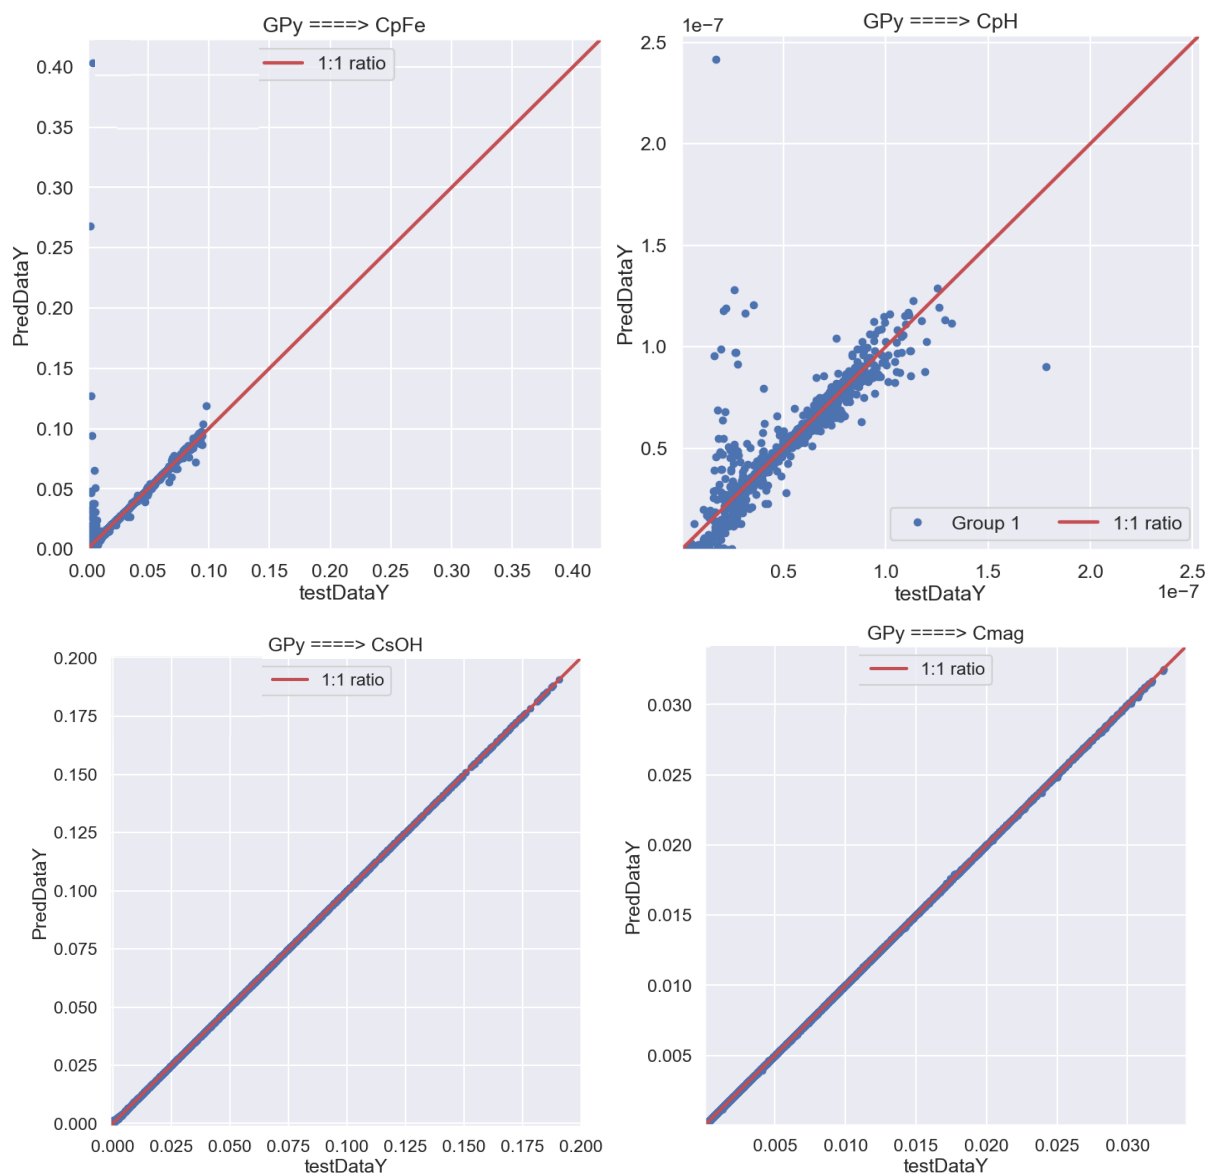 GPy ====> CpFe
0.40
0.35
0.30
0.25
0.20
0.15
0.10
0.05
0.00
PredDataY
1:1 ratio
0.00 0.05 0.10 0.15 0.20 0.25 0.30 0.35 0.40
testDataY
GPy ====> CpH
1e−7
2.5
2.0
1.5
1.0
0.5
PredDataY
Group 1 1:1 ratio
0.5 1.0 1.5 2.0 2.5
testDataY 1e−7
GPy ====> CsOH
0.200
0.175
0.150
0.125
0.100
0.075
0.050
0.025
0.000
PredDataY
1:1 ratio
0.000 0.025 0.050 0.075 0.100 0.125 0.150 0.175 0.200
testDataY
GPy ====> Cmag
0.030
0.025
0.020
0.015
0.010
0.005
PredDataY
1:1 ratio
0.005 0.010 0.015 0.020 0.025 0.030
testDataY